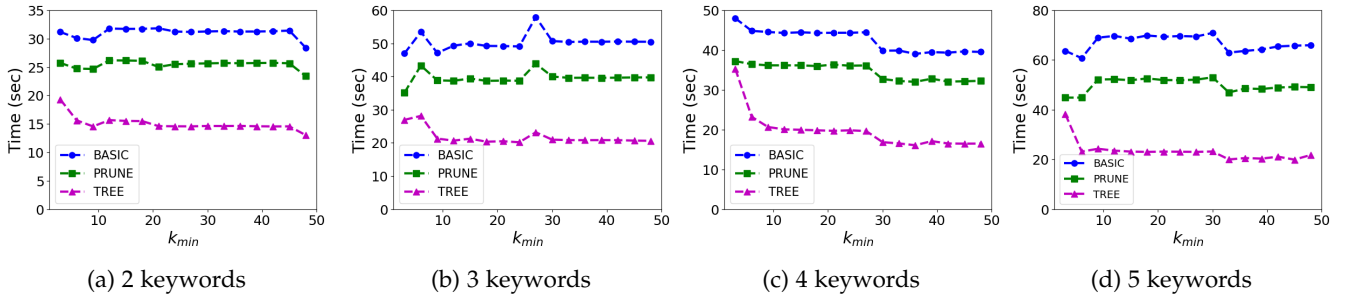 35
30
25
20
15
10
5
0
Time (sec)
BASIC
PRUNE
TREE
10 20 30 40 50
k_min
(a) 2 keywords
60
50
40
30
20
10
0
Time (sec)
BASIC
PRUNE
TREE
10 20 30 40 50
k_min
(b) 3 keywords
50
40
30
20
10
0
Time (sec)
BASIC
PRUNE
TREE
10 20 30 40 50
k_min
(c) 4 keywords
80
60
40
20
0
Time (sec)
BASIC
PRUNE
TREE
0 10 20 30 40 50
k_min
(d) 5 keywords